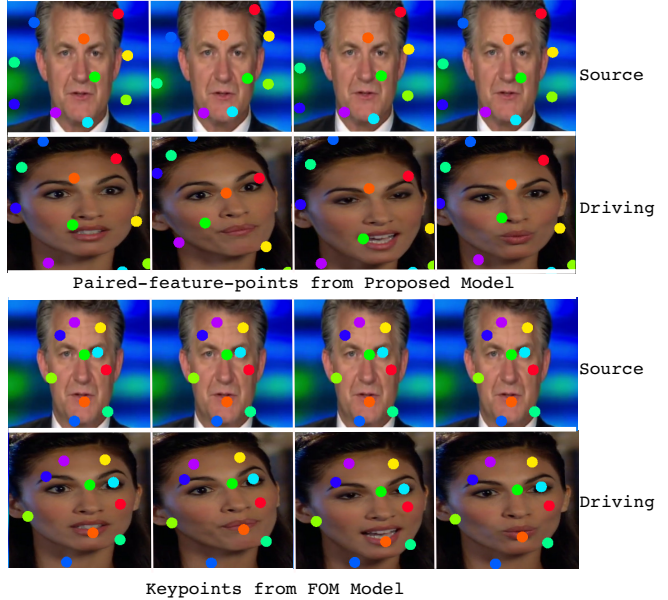 Source
Driving
Paired-feature-points from Proposed Model
Source
Driving
Keypoints from FOM Model